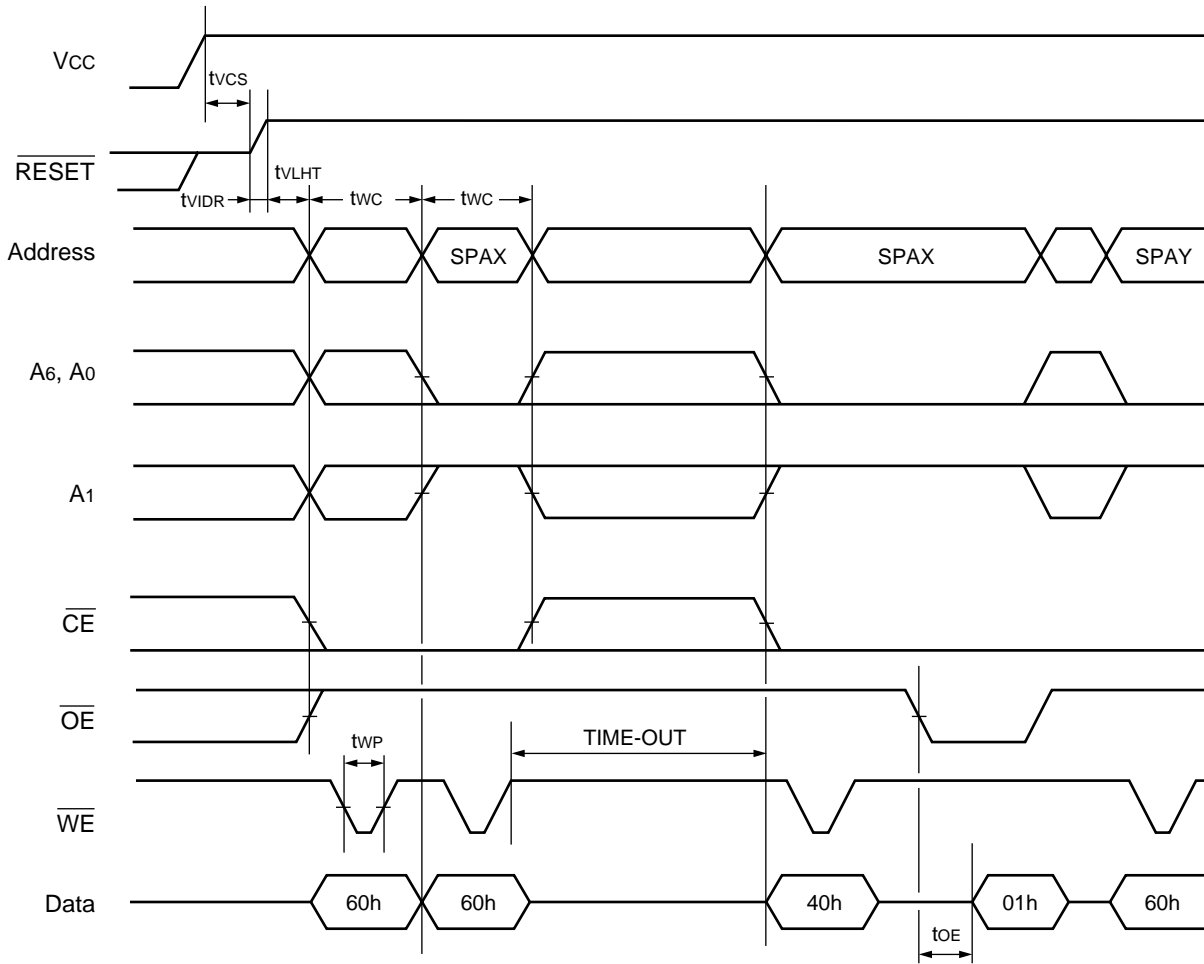 VCC
tVCS
RESET
tVLHT
tVIDR
tWC
tWC
Address
SPAX
SPAX
SPAY
A6, A0
A1
CE
OE
TIME-OUT
tWP
WE
Data
60h
60h
40h
01h
60h
tOE